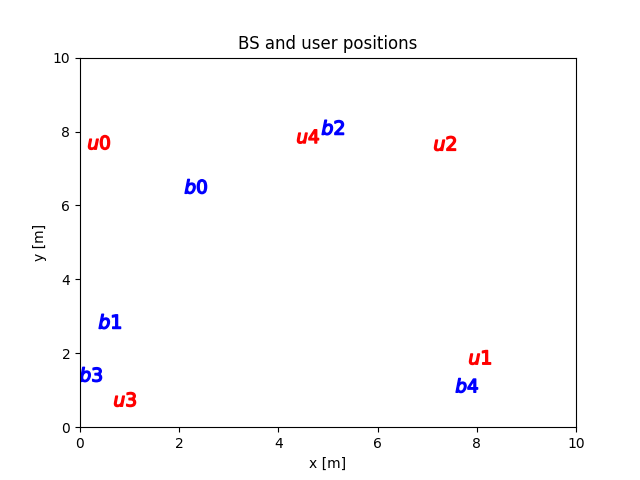 BS and user positions
10
8
6
4
2
0
y [m]
b2
u4
u0
u2
b0
b1
u1
b3
b4
u3
0 2 4 6 8 10
x [m]